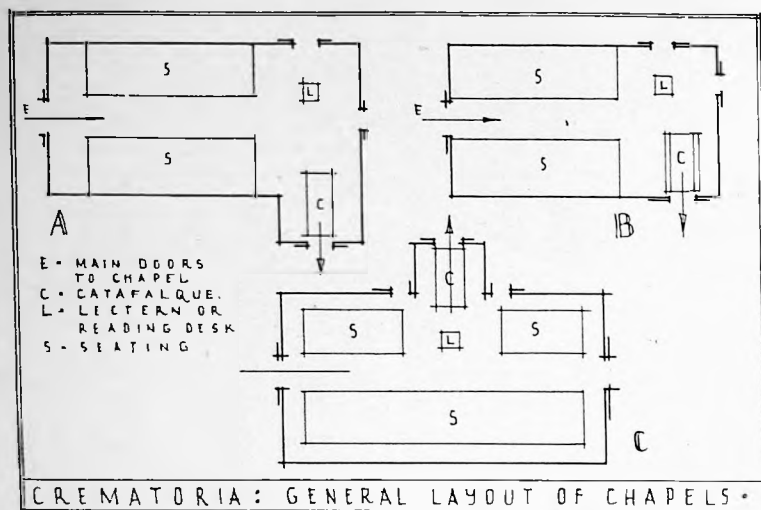 S
L
E
S
C
A
S
L
E
S
C
B
E - MAIN DOORS
TO CHAPEL
C - CATAFALQUE.
L - LECTERN OR
READING DESK
S - SEATING
C
S
L
S
S
C
CREMATORIA: GENERAL LAYOUT OF CHAPELS.